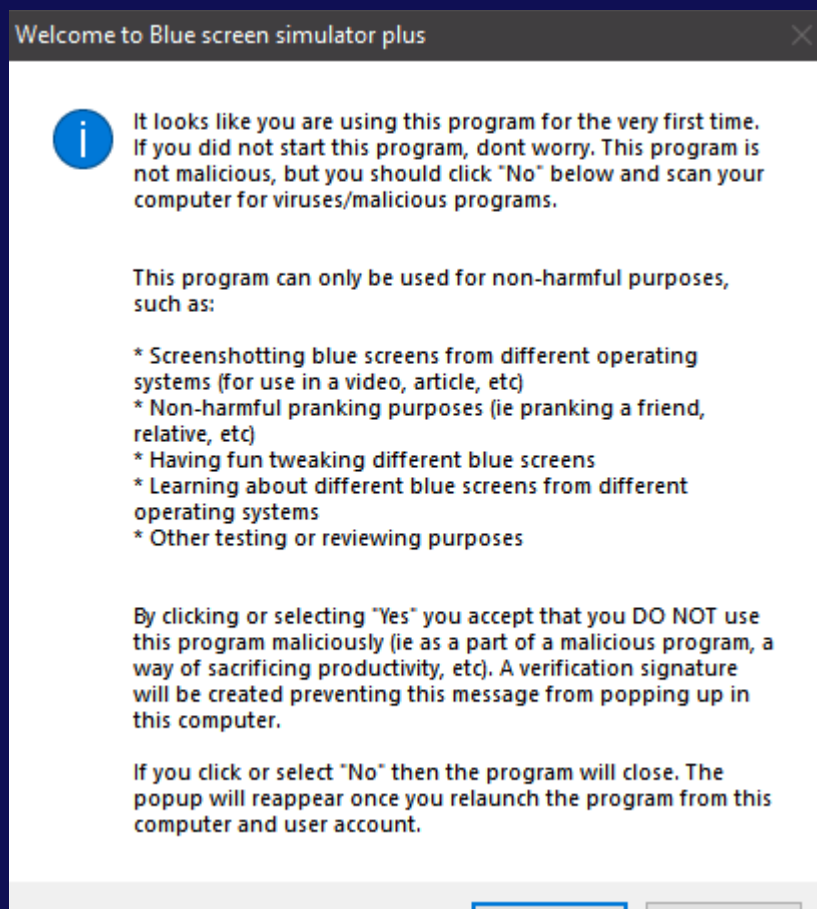 Welcome to Blue screen simulator plus
It looks like you are using this program for the very first time.
If you did not start this program, dont worry. This program is
not malicious, but you should click "No" below and scan your
computer for viruses/malicious programs.
This program can only be used for non-harmful purposes,
such as:
* Screenshotting blue screens from different operating
systems (for use in a video, article, etc)
* Non-harmful pranking purposes (ie pranking a friend,
relative, etc)
* Having fun tweaking different blue screens
* Learning about different blue screens from different
operating systems
* Other testing or reviewing purposes
By clicking or selecting "Yes" you accept that you DO NOT use
this program maliciously (ie as a part of a malicious program, a
way of sacrificing productivity, etc). A verification signature
will be created preventing this message from popping up in
this computer.
If you click or select "No" then the program will close. The
popup will reappear once you relaunch the program from this
computer and user account.